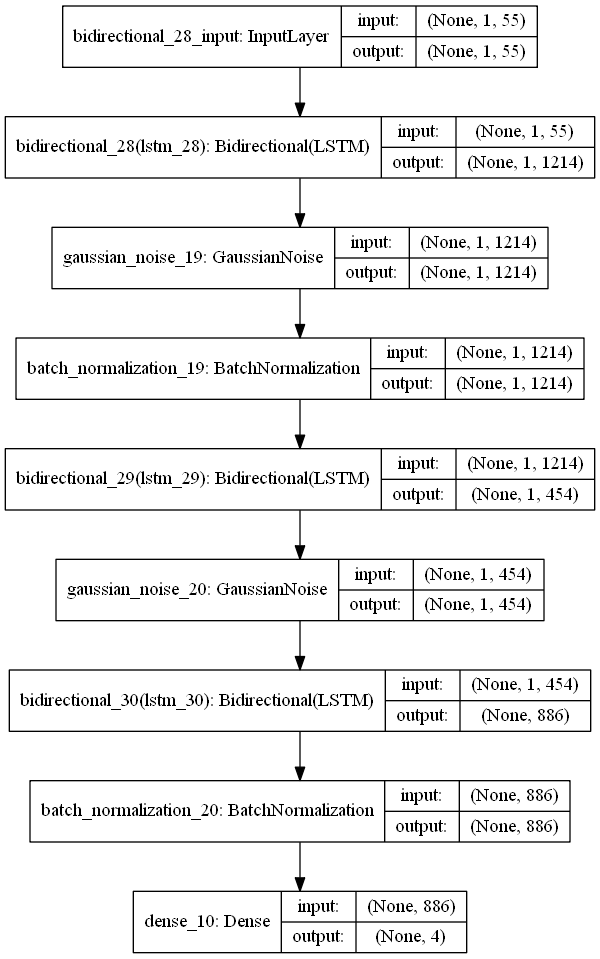 bidirectional_28_input: InputLayer
input: (None, 1, 55)
output: (None, 1, 55)
bidirectional_28(lstm_28): Bidirectional(LSTM)
input: (None, 1, 55)
output: (None, 1, 1214)
gaussian_noise_19: GaussianNoise
input: (None, 1, 1214)
output: (None, 1, 1214)
batch_normalization_19: BatchNormalization
input: (None, 1, 1214)
output: (None, 1, 1214)
bidirectional_29(lstm_29): Bidirectional(LSTM)
input: (None, 1, 1214)
output: (None, 1, 454)
gaussian_noise_20: GaussianNoise
input: (None, 1, 454)
output: (None, 1, 454)
bidirectional_30(lstm_30): Bidirectional(LSTM)
input: (None, 1, 454)
output: (None, 886)
batch_normalization_20: BatchNormalization
input: (None, 886)
output: (None, 886)
dense_10: Dense
input: (None, 886)
output: (None, 4)